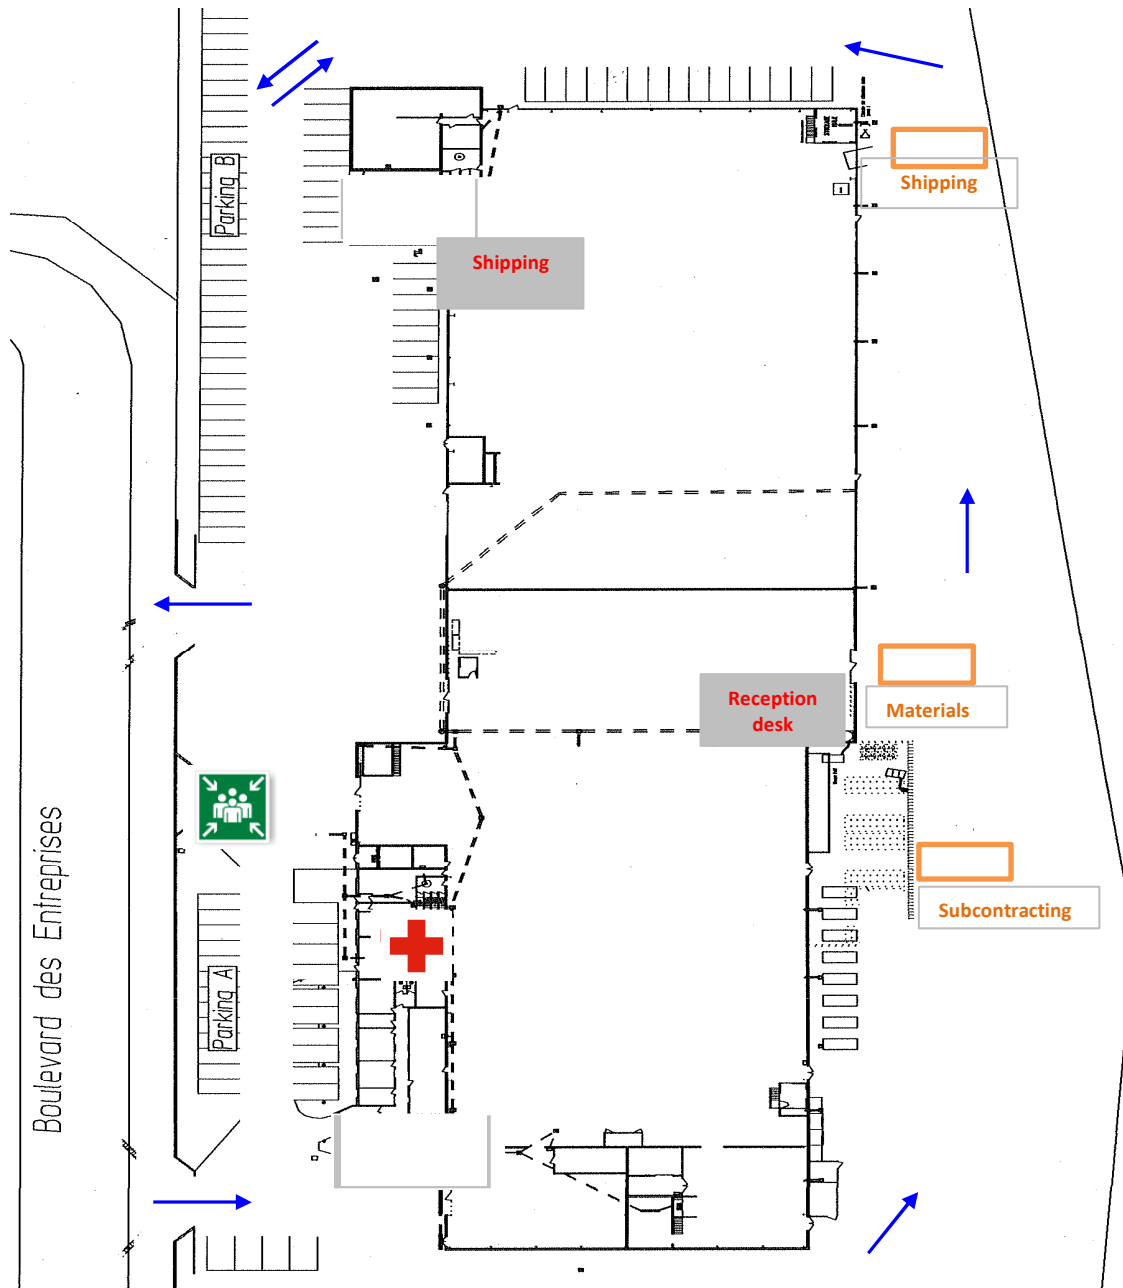 Parking B
Shipping
Shipping
Reception
desk
Materials
Boulevard des Entreprises
Subcontracting
Parking A